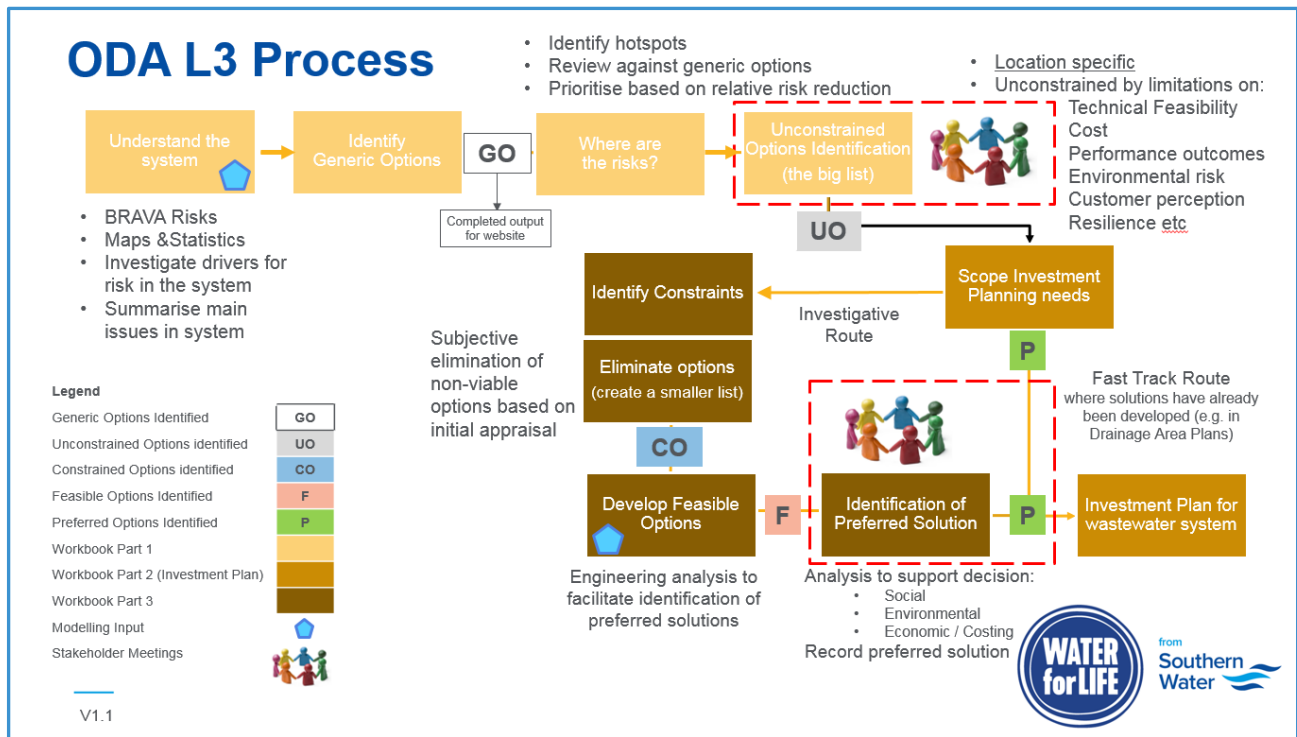 ODA L3 Process
• Identify hotspots
• Review against generic options
• Prioritise based on relative risk reduction
• Location specific
• Unconstrained by limitations on:
Technical Feasibility
Cost
Performance outcomes
Environmental risk
Customer perception
Resilience etc
Understand the
system
Identify
Generic Options
GO
Where are
the risks?
Unconstrained
Options Identification
(the big list)
Completed output
for website
• BRAVA Risks
• Maps &Statistics
• Investigate drivers for
risk in the system
• Summarise main
issues in system
UO
Scope Investment
Planning needs
Identify Constraints
Investigative
Route
Subjective
elimination of
non-viable
options based on
initial appraisal
Eliminate options
(create a smaller list)
P
Fast Track Route
where solutions have already
been developed (e.g. in
Drainage Area Plans)
CO
Develop Feasible
Options
F
Identification of
Preferred Solution
P
Investment Plan for
wastewater system
Engineering analysis to
facilitate identification of
preferred solutions
Analysis to support decision:
• Social
• Environmental
• Economic / Costing
Record preferred solution
Legend
Generic Options Identified
GO
Unconstrained Options identified
UO
Constrained Options identified
CO
Feasible Options Identified
F
Preferred Options Identified
P
Workbook Part 1
Workbook Part 2 (Investment Plan)
Workbook Part 3
Modelling Input
Stakeholder Meetings
V1.1
WATER
for LIFE
from
Southern
Water